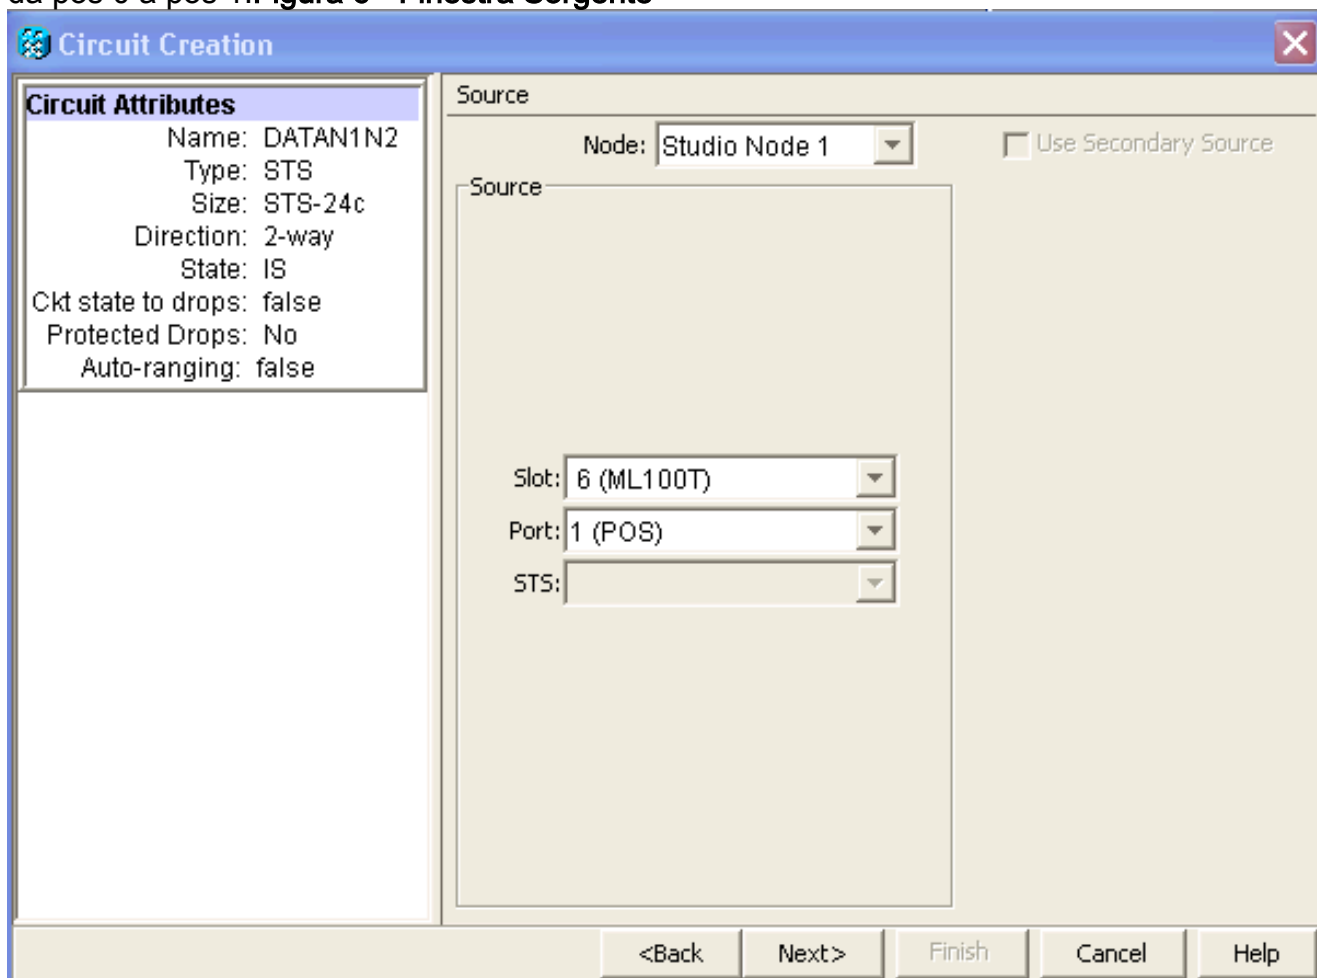 Circuit Creation
Circuit Attributes
Name: DATAN1N2
Type: STS
Size: STS-24c
Direction: 2-way
State: IS
Ckt state to drops: false
Protected Drops: No
Auto-ranging: false
Source
Node: Studio Node 1
Use Secondary Source
Source
Slot: 6 (ML100T)
Port: 1 (POS)
STS:
<Back
Next>
Finish
Cancel
Help